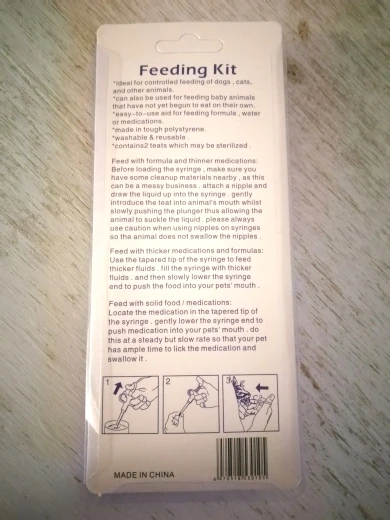 Feeding Kit
*ideal for controlled feeding of dogs , cats,
and other animals.
*can also be used for feeding baby animals
that have not yet begun to eat on their own.
*easy-to-use aid for feeding formula , water
or medications.
*made in tough polystyrene.
*washable & reusable .
*contains2 teats which may be sterilized .
Feed with formula and thinner medications:
Before loading the syringe , make sure you
have some cleanup materials nearby , as this
can be a messy business . attach a nipple and
drew the liquid up into the syringe . gently
introduce the teat into animal's mouth whilst
slowly pushing the plunger thus allowing the
animal to suckle the liquid . please always
use caution when using nipples on syringes
so the animal does not swallow the nipples .
Feed with thicker medications and formulas:
Use the tapered tip of the syringe to feed
thicker fluids . fill the syringe with thicker
fluids . and then slowly lower the syringe
end to push the food into your pets' mouth .
Feed with solid food / medications:
Locate the medication in the tapered tip of
the syringe . gently lower the syringe end to
push medication into your pets' mouth . do
this at a steady but slow rate so that your pet
has ample time to lick the medication and
swallow it .
1 2 3
MADE IN CHINA